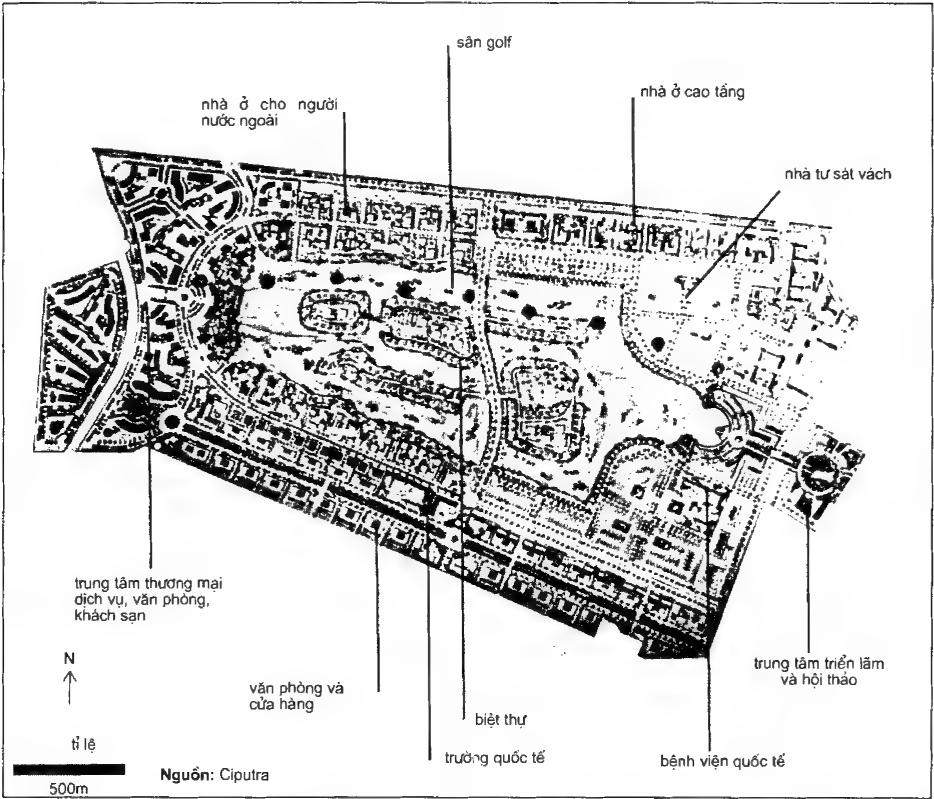 sân golf
nhà ở cho người
nước ngoài
nhà ở cao tầng
nhà tư sát vách
trung tâm thương mại
dịch vụ, văn phòng,
khách sạn
trung tâm triển lãm
và hội thảo
N
văn phòng và
cửa hàng
biệt thự
trường quốc tế
bệnh viện quốc tế
tỉ lệ
500m
Nguồn: Ciputra